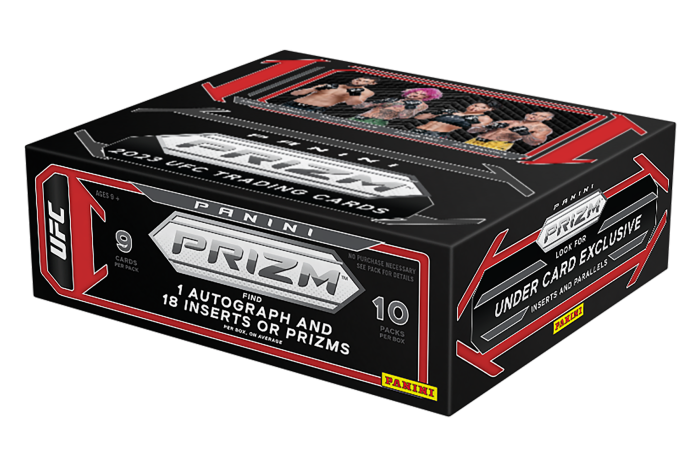 PANINI
PRIZM
2023 UFC TRADING CARDS
UFC
AGES 9+
9
CARDS
PER PACK
PANINI
PRIZM™
NO PURCHASE NECESSARY
SEE PACK FOR DETAILS
FIND
1 AUTOGRAPH AND
18 INSERTS OR PRIZMS
PER BOX, ON AVERAGE
10
PACKS
PER BOX
PANINI
PANINI
PRIZM
LOOK FOR
UNDER CARD EXCLUSIVE
INSERTS AND PARALLELS
PANINI